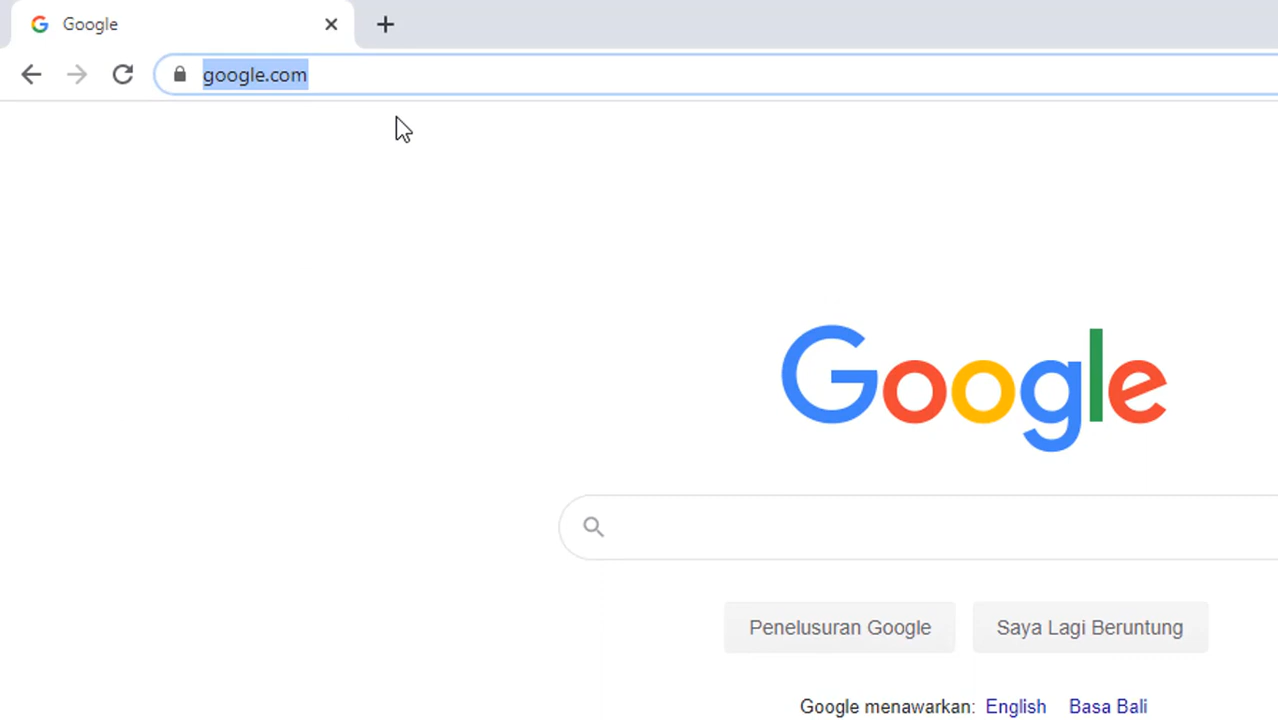 Google
google.com
Google
Penelusuran Google
Saya Lagi Beruntung
Google menawarkan: English Basa Bali